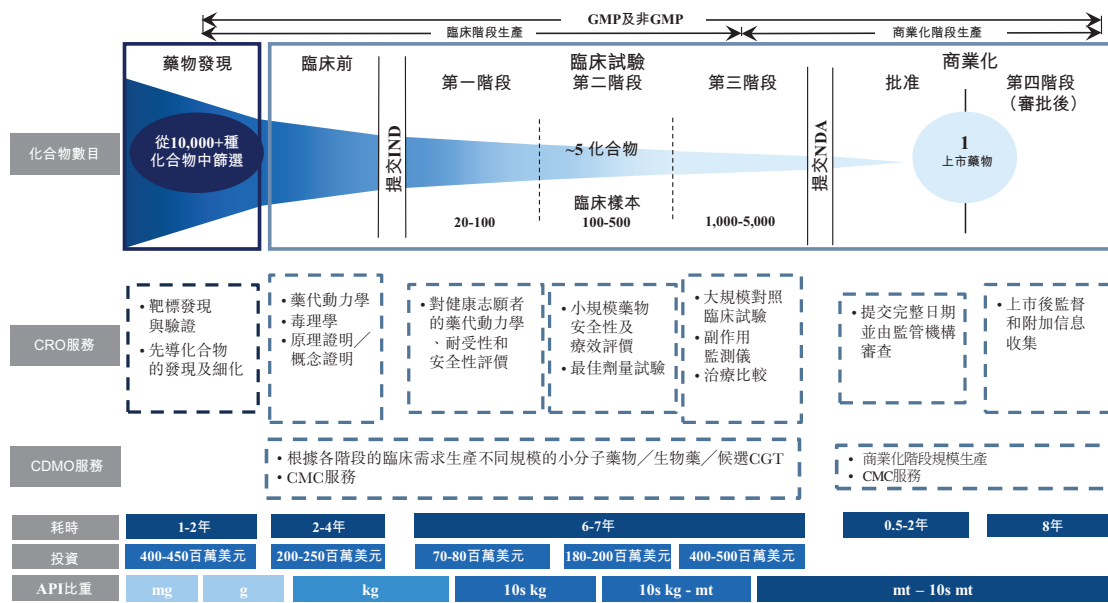 GMP及非GMP
臨床階段生產
商業化階段生產
藥物發現
臨床前
臨床試驗
商業化
第一階段
第二階段
第三階段
批准
第四階段
（審批後）
化合物數目
從10,000+種
化合物中篩選
提交IND
~5 化合物
提交NDA
1
上市藥物
臨床樣本
20-100
100-500
1,000-5,000
CRO服務
• 靶標發現
與驗證
• 先導化合物
的發現及細化
• 藥代動力學
• 毒理學
• 原理證明／
概念證明
• 對健康志願者
的藥代動力學
、耐受性和
安全性評價
• 小規模藥物
安全性及
療效評價
• 最佳劑量試驗
• 大規模對照
臨床試驗
• 副作用
監測儀
• 治療比較
• 提交完整日期
並由監管機構
審查
• 上市後監督
和附加信息
收集
CDMO服務
• 根據各階段的臨床需求生產不同規模的小分子藥物／生物藥／候選CGT
• CMC服務
• 商業化階段規模生產
• CMC服務
耗時
1-2年
2-4年
6-7年
0.5-2年
8年
投資
400-450百萬美元
200-250百萬美元
70-80百萬美元
180-200百萬美元
400-500百萬美元
API比重
mg
g
kg
10s kg
10s kg - mt
mt – 10s mt